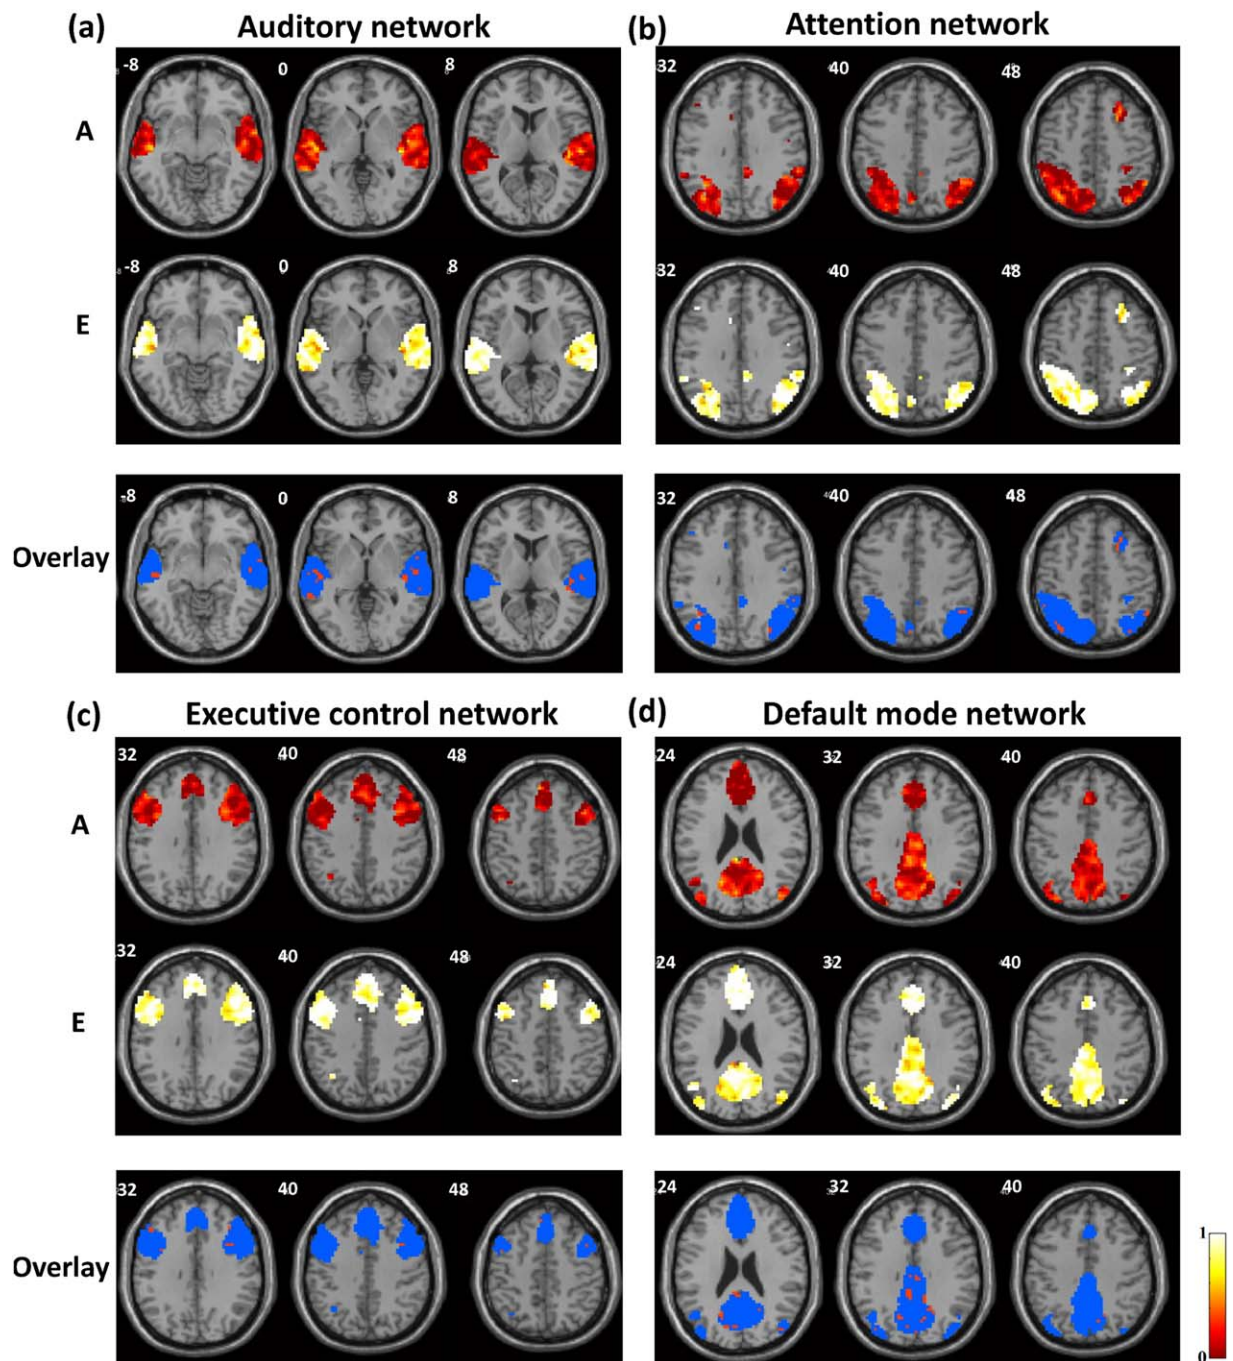 (a) Auditory network
(b) Attention network
A
-8 0 8
32 40 48
E
-8 0 8
32 40 48
Overlay
-8 0 8
32 40 48
(c) Executive control network
(d) Default mode network
A
32 40 48
24 32 40
E
32 40 48
24 32 40
Overlay
32 40 48
24 32 40
1
0